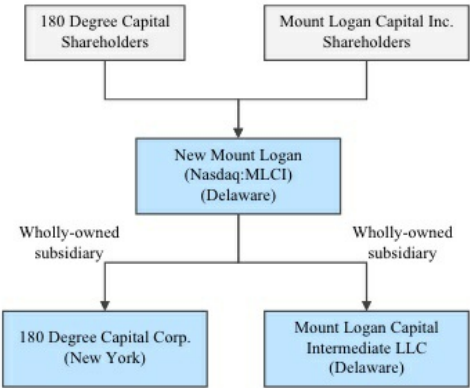 180 Degree Capital
Shareholders
Mount Logan Capital Inc.
Shareholders
New Mount Logan
(Nasdaq:MLCI)
(Delaware)
Wholly-owned
subsidiary
Wholly-owned
subsidiary
180 Degree Capital Corp.
(New York)
Mount Logan Capital
Intermediate LLC
(Delaware)